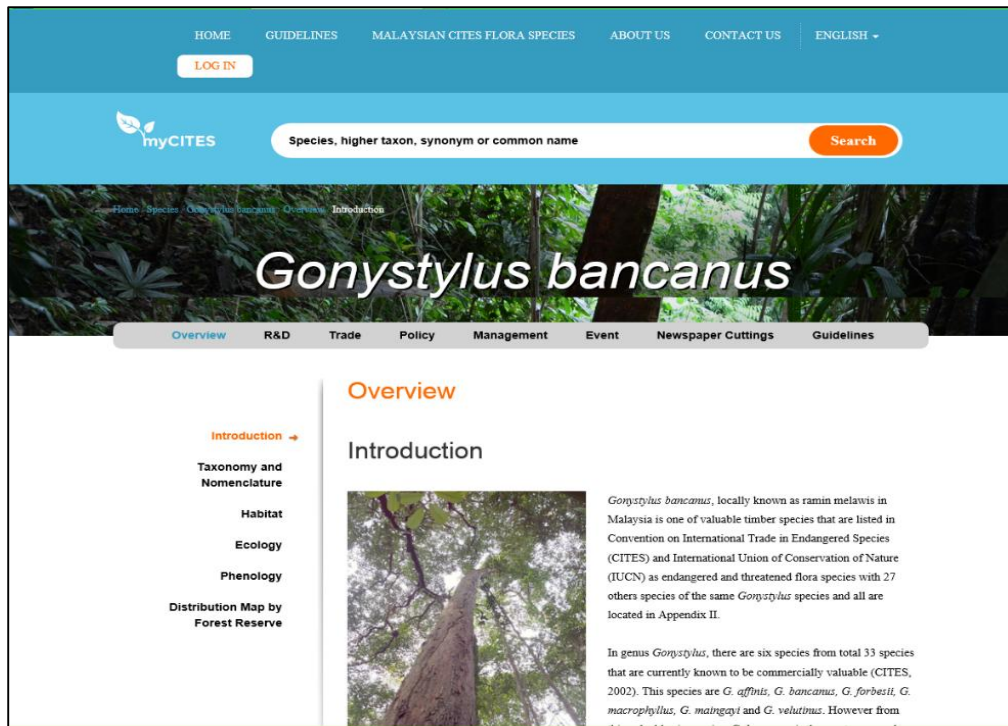 HOME GUIDELINES MALAYSIAN CITES FLORA SPECIES ABOUT US CONTACT US ENGLISH
LOG IN
myCITES
Species, higher taxon, synonym or common name
Search
Home Species Gonystylus bancanus Overview Introduction
Gonystylus bancanus
Overview R&D Trade Policy Management Event Newspaper Cuttings Guidelines
Overview
Introduction
Taxonomy and
Nomenclature
Habitat
Ecology
Phenology
Distribution Map by
Forest Reserve
Introduction
Gonystylus bancanus, locally known as ramin melawis in
Malaysia is one of valuable timber species that are listed in
Convention on International Trade in Endangered Species
(CITES) and International Union of Conservation of Nature
(IUCN) as endangered and threatened flora species with 27
others species of the same Gonystylus species and all are
located in Appendix II.
In genus Gonystylus, there are six species from total 33 species
that are currently known to be commercially valuable (CITES,
2002). This species are G. affinis, G. bancanus, G. forbesii, G.
macrophyllus, G. maingayi and G. velutinus. However from